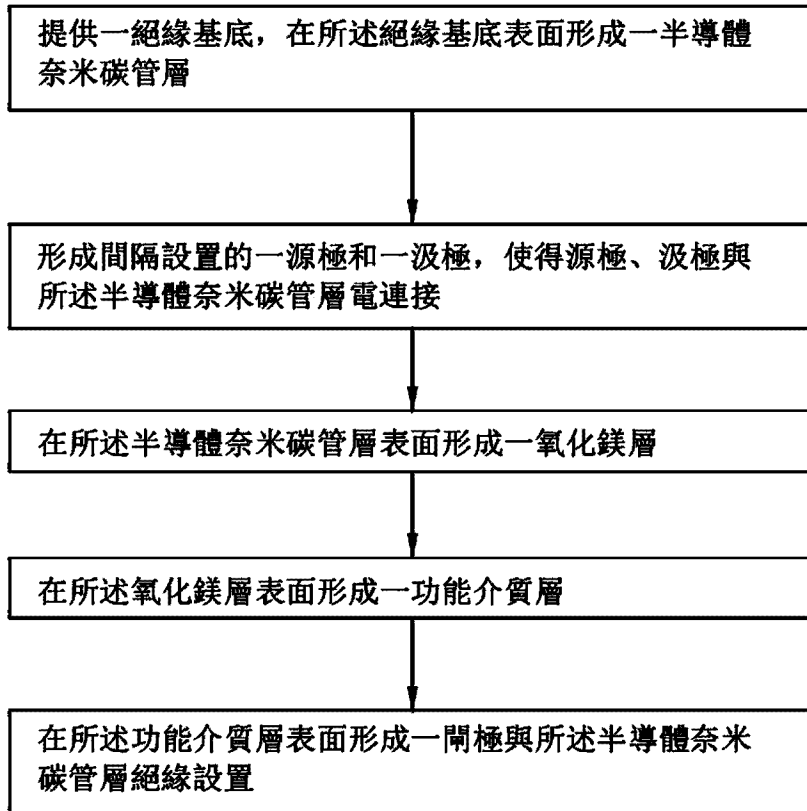 提供一絕緣基底，在所述絕緣基底表面形成一半導體
奈米碳管層
形成間隔設置的一源極和一汲極，使得源極、汲極與
所述半導體奈米碳管層電連接
在所述半導體奈米碳管層表面形成一氧化鎂層
在所述氧化鎂層表面形成一功能介質層
在所述功能介質層表面形成一閘極與所述半導體奈米
碳管層絕緣設置